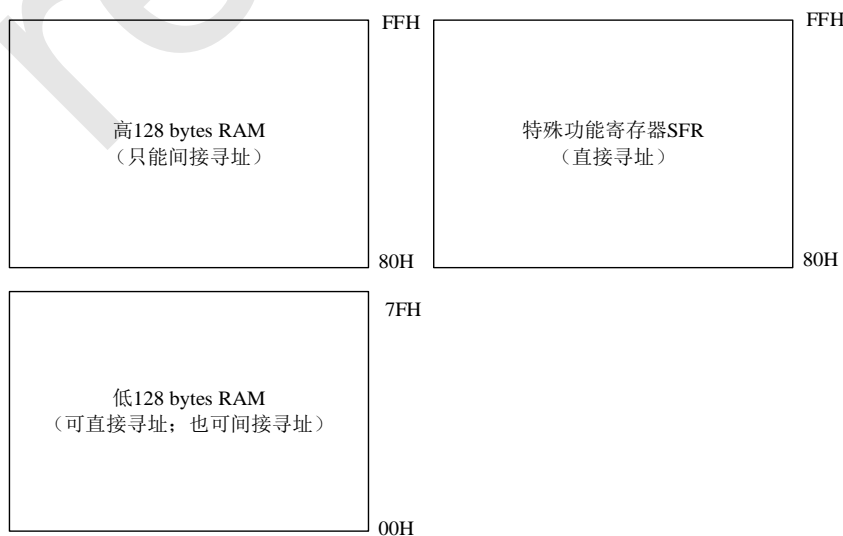 FFH
高128 bytes RAM
（只能间接寻址）
80H
FFH
特殊功能寄存器SFR
（直接寻址）
80H
7FH
低128 bytes RAM
（可直接寻址；也可间接寻址）
00H